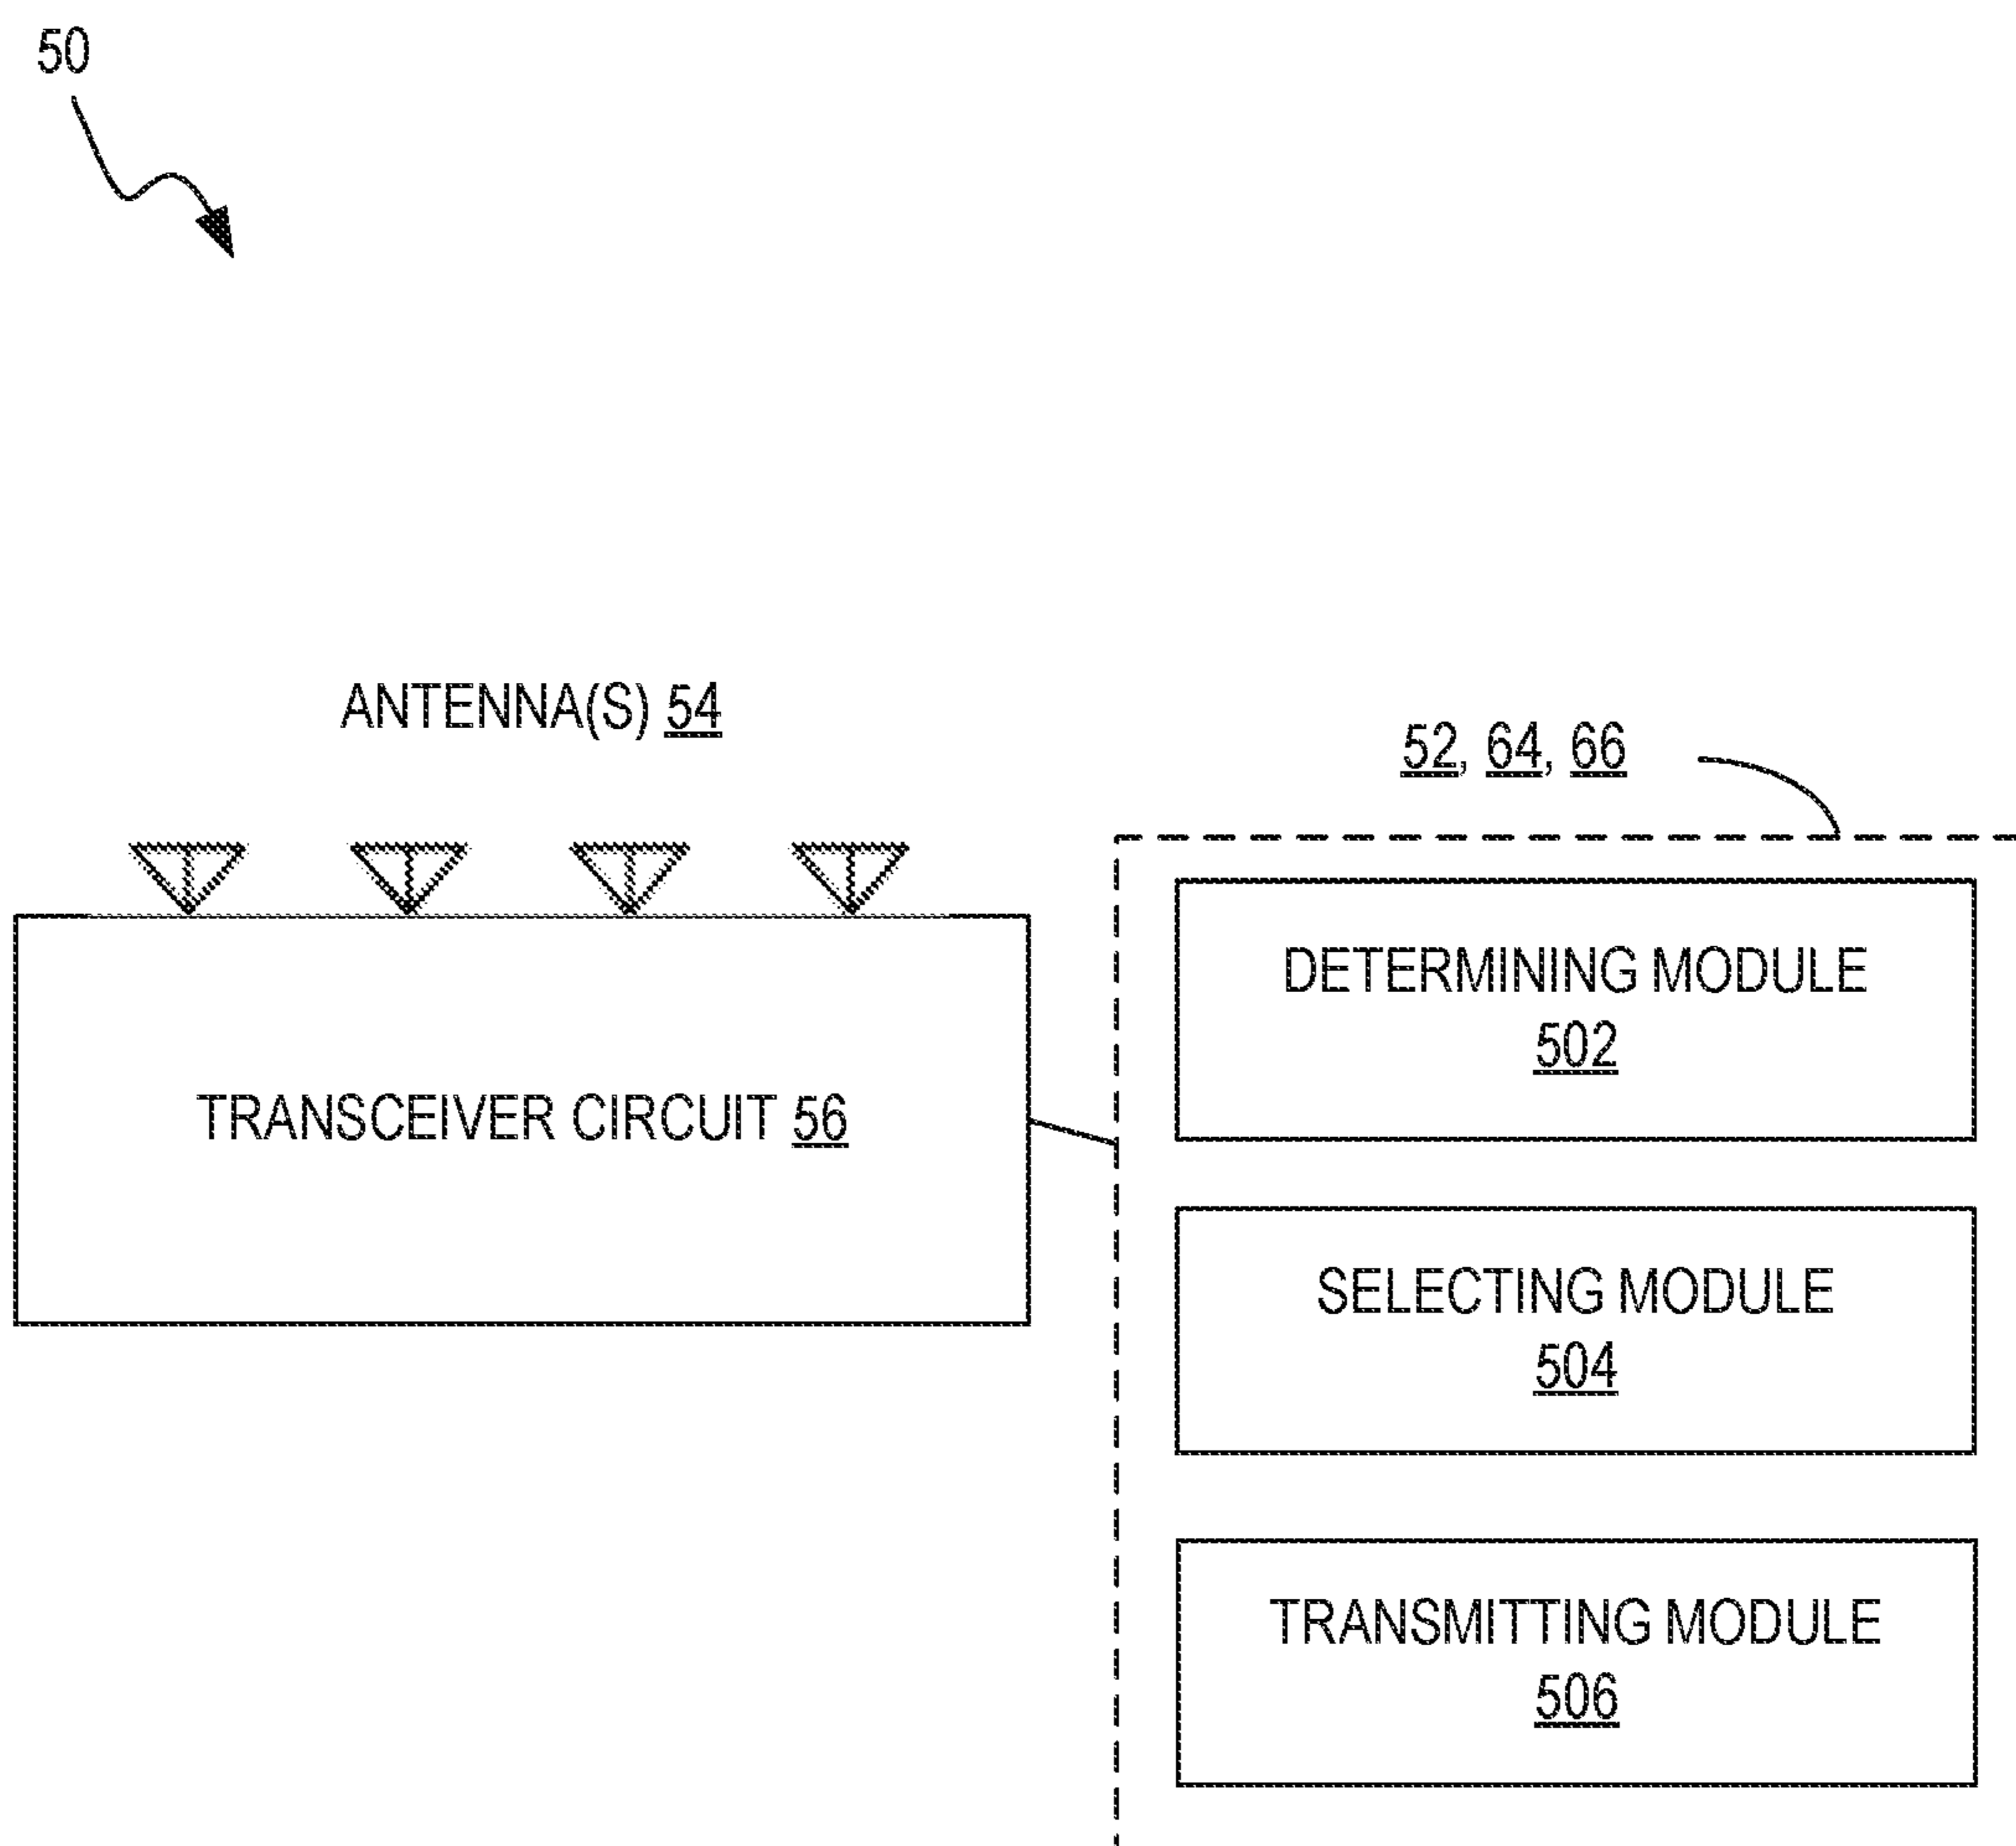 50
ANTENNA(S) 54
52, 64, 66
DETERMINING MODULE
502
TRANSCEIVER CIRCUIT 56
SELECTING MODULE
504
TRANSMITTING MODULE
506